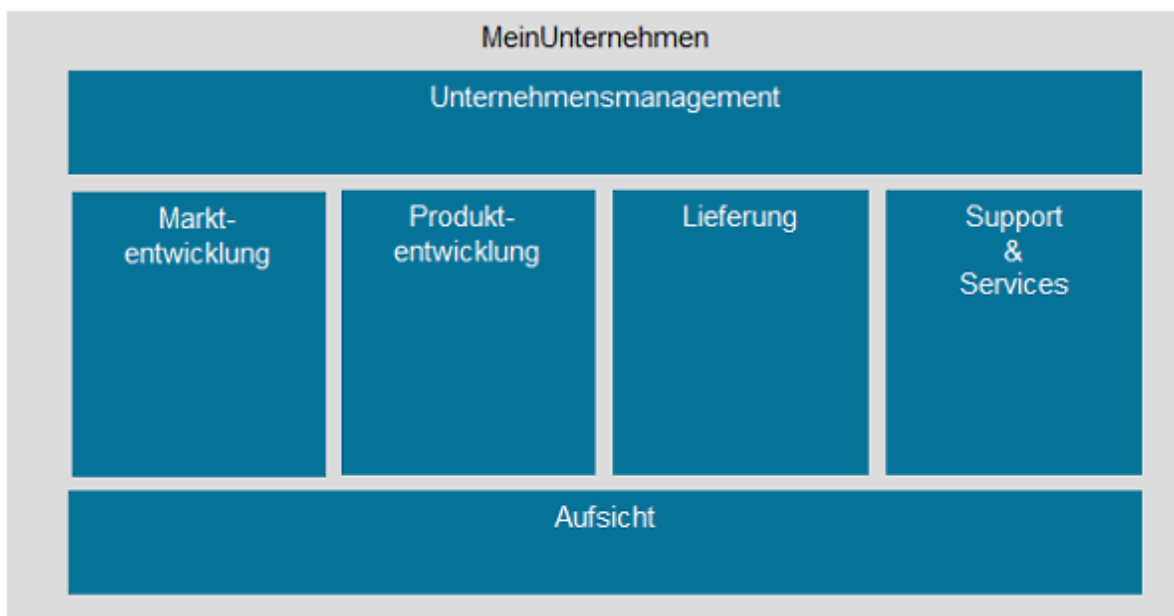 MeinUnternehmen
Unternehmensmanagement
Markt-
entwicklung
Produkt-
entwicklung
Lieferung
Support
&
Services
Aufsicht